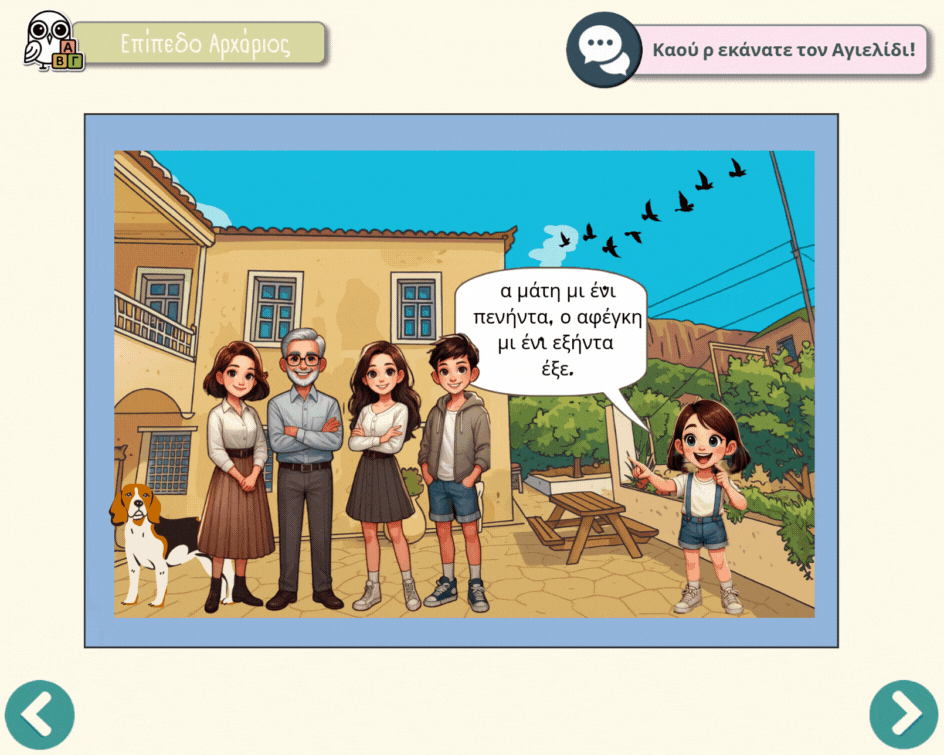 Επίπεδο Αρχάριος
Καού ρ εκάνατε τον Αγιελίδι!
Α
Β Γ
α μάτη μι ένι
πενήντα, ο αφέγκη
μι ένι εξήντα
έξε.